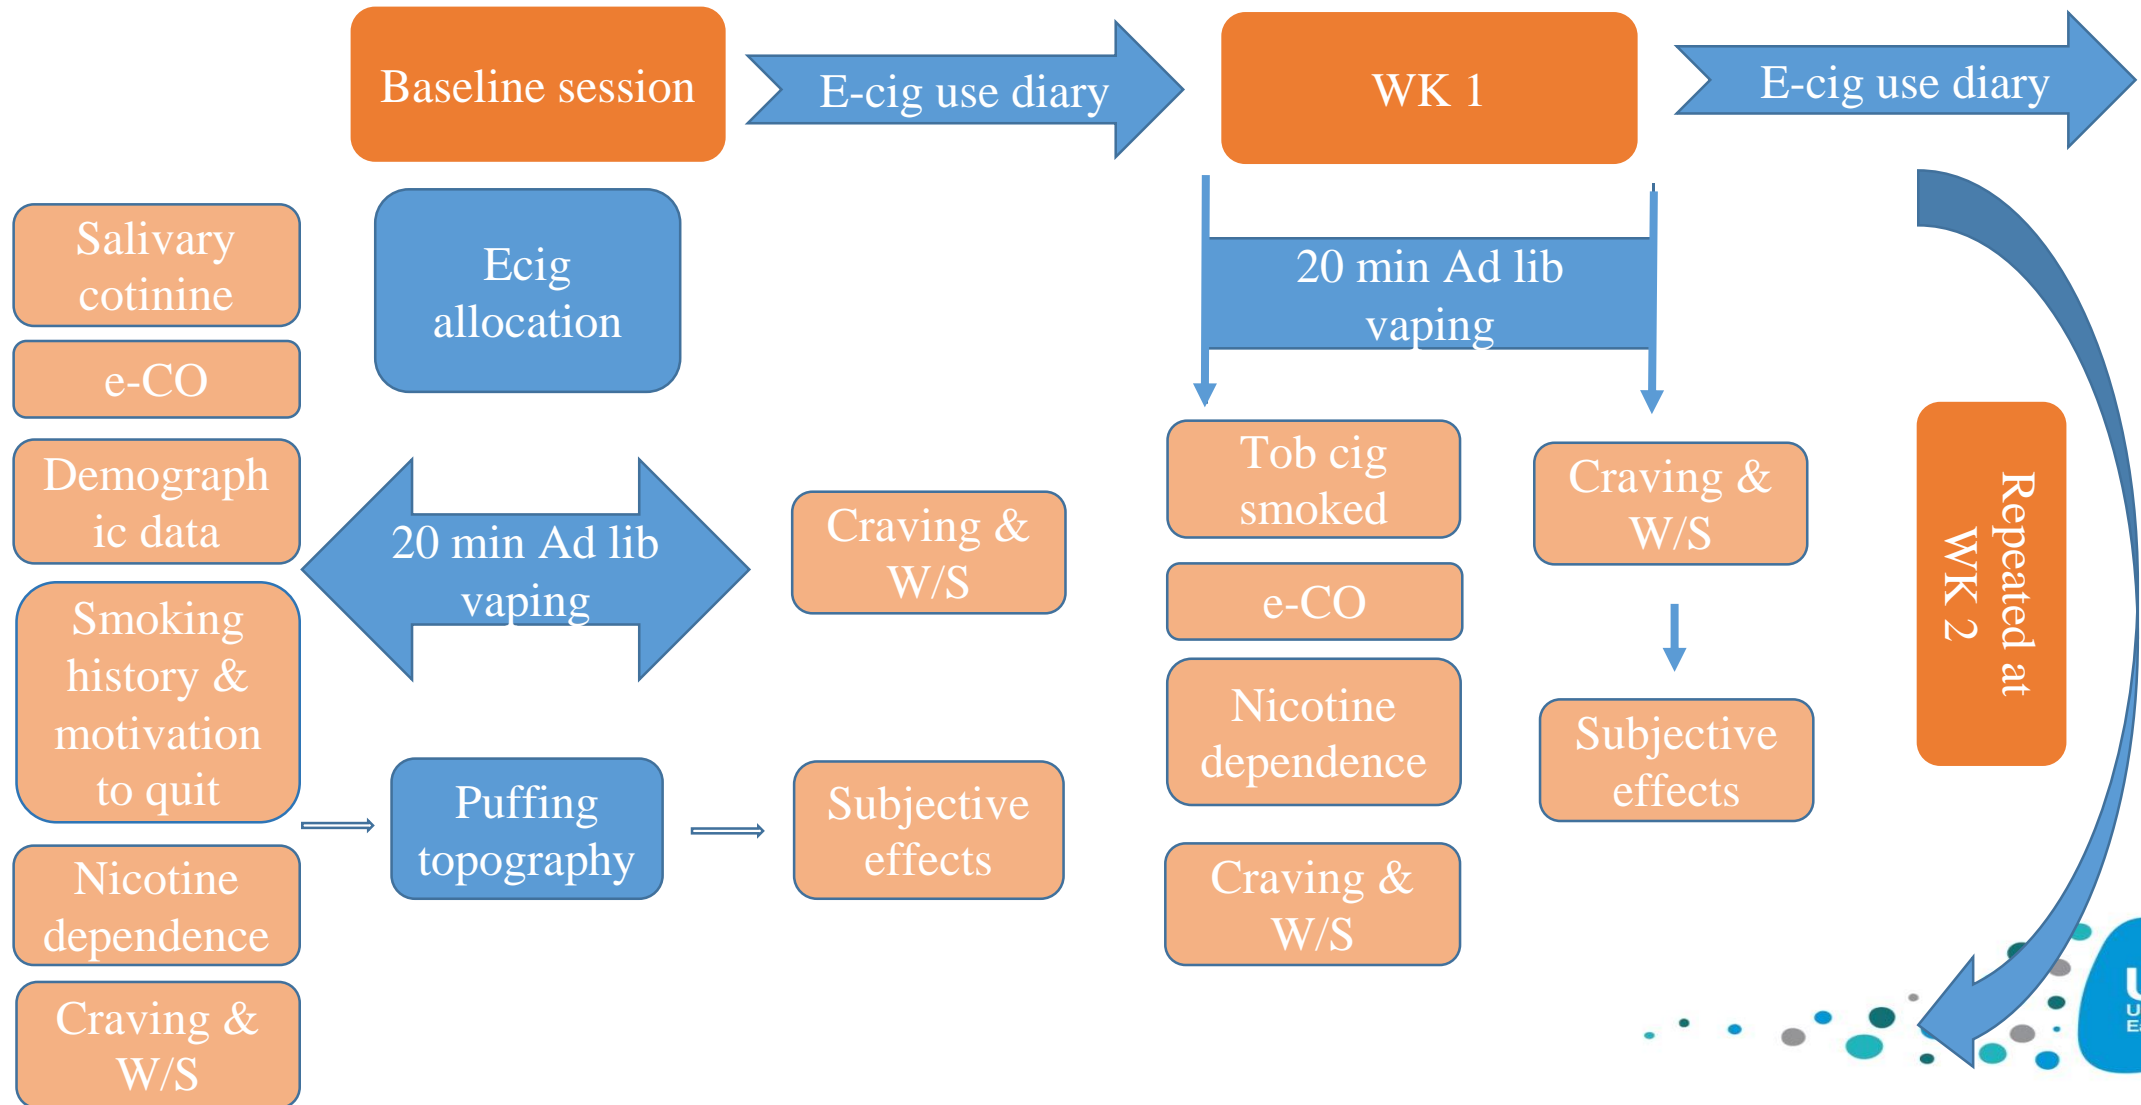 Baseline session
E-cig use diary
WK 1
E-cig use diary
Salivary
cotinine
e-CO
Demograph
ic data
Smoking
history &
motivation
to quit
Nicotine
dependence
Craving &
W/S
Ecig
allocation
20 min Ad lib
vaping
Puffing
topography
Craving &
W/S
Subjective
effects
20 min Ad lib
vaping
Tob cig
smoked
e-CO
Nicotine
dependence
Craving &
W/S
Craving &
W/S
Subjective
effects
Repeated at
WK 2